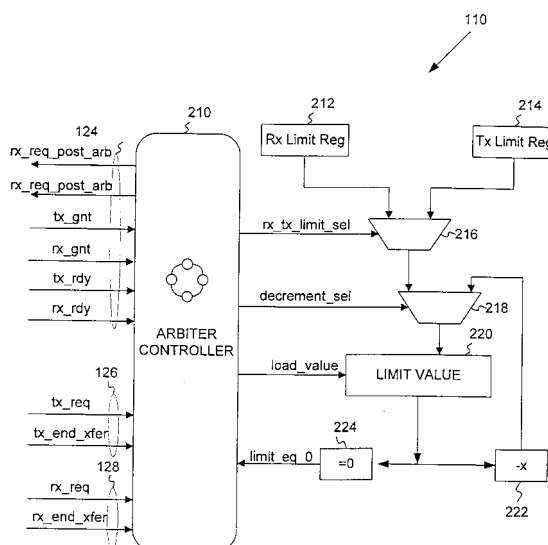 110
212
214
Rx Limit Reg
Tx Limit Reg
124
210
rx_req_post_arb
rx_req_post_arb
tx_gnt
rx_gnt
tx_rdy
rx_rdy
rx_tx_limit_sel
216
decrement_sel
218
ARBITER
CONTROLLER
220
load_value
LIMIT VALUE
126
tx_req
tx_end_xfer
224
limit_eq_0
=0
-x
222
128
rx_req
rx_end_xfer